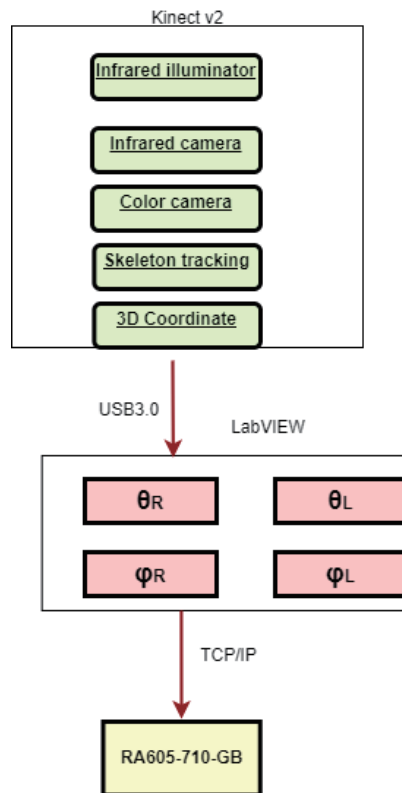 Kinect v2
Infrared illuminator
Infrared camera
Color camera
Skeleton tracking
3D Coordinate
USB3.0
LabVIEW
θR θL
φR φL
TCP/IP
RA605-710-GB